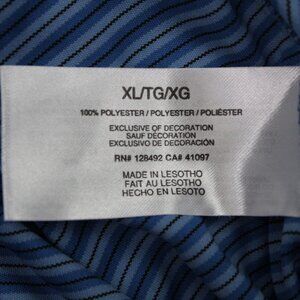 XL/TG/XG
100% POLYESTER / POLYESTER / POLIÉSTER
EXCLUSIVE OF DECORATION
SAUF DÉCORATION
EXCLUSIVO DE DECORACIÓN
RN# 128492 CA# 41097
MADE IN LESOTHO
FAIT AU LESOTHO
HECHO EN LESOTO